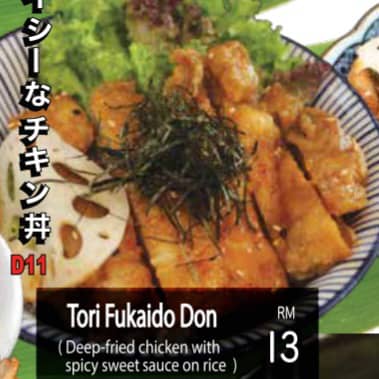 イシーなチキン丼
D11
Tori Fukaido Don
RM
13
( Deep-fried chicken with
spicy sweet sauce on rice )